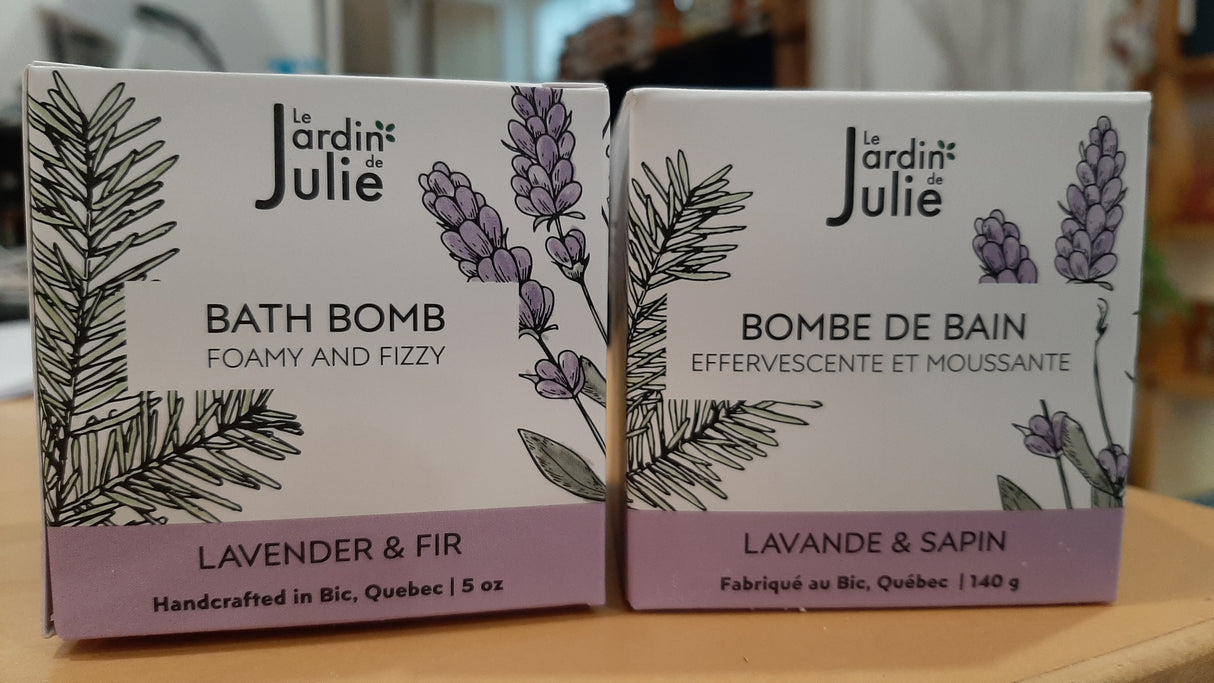 Le
Jardin
de
Julie
BATH BOMB
FOAMY AND FIZZY
LAVENDER & FIR
Handcrafted in Bic, Quebec | 5 oz
Le
Jardin
de
Julie
BOMBE DE BAIN
EFFERVESCENTE ET MOUSSANTE
LAVANDE & SAPIN
Fabriqué au Bic, Québec | 140 g